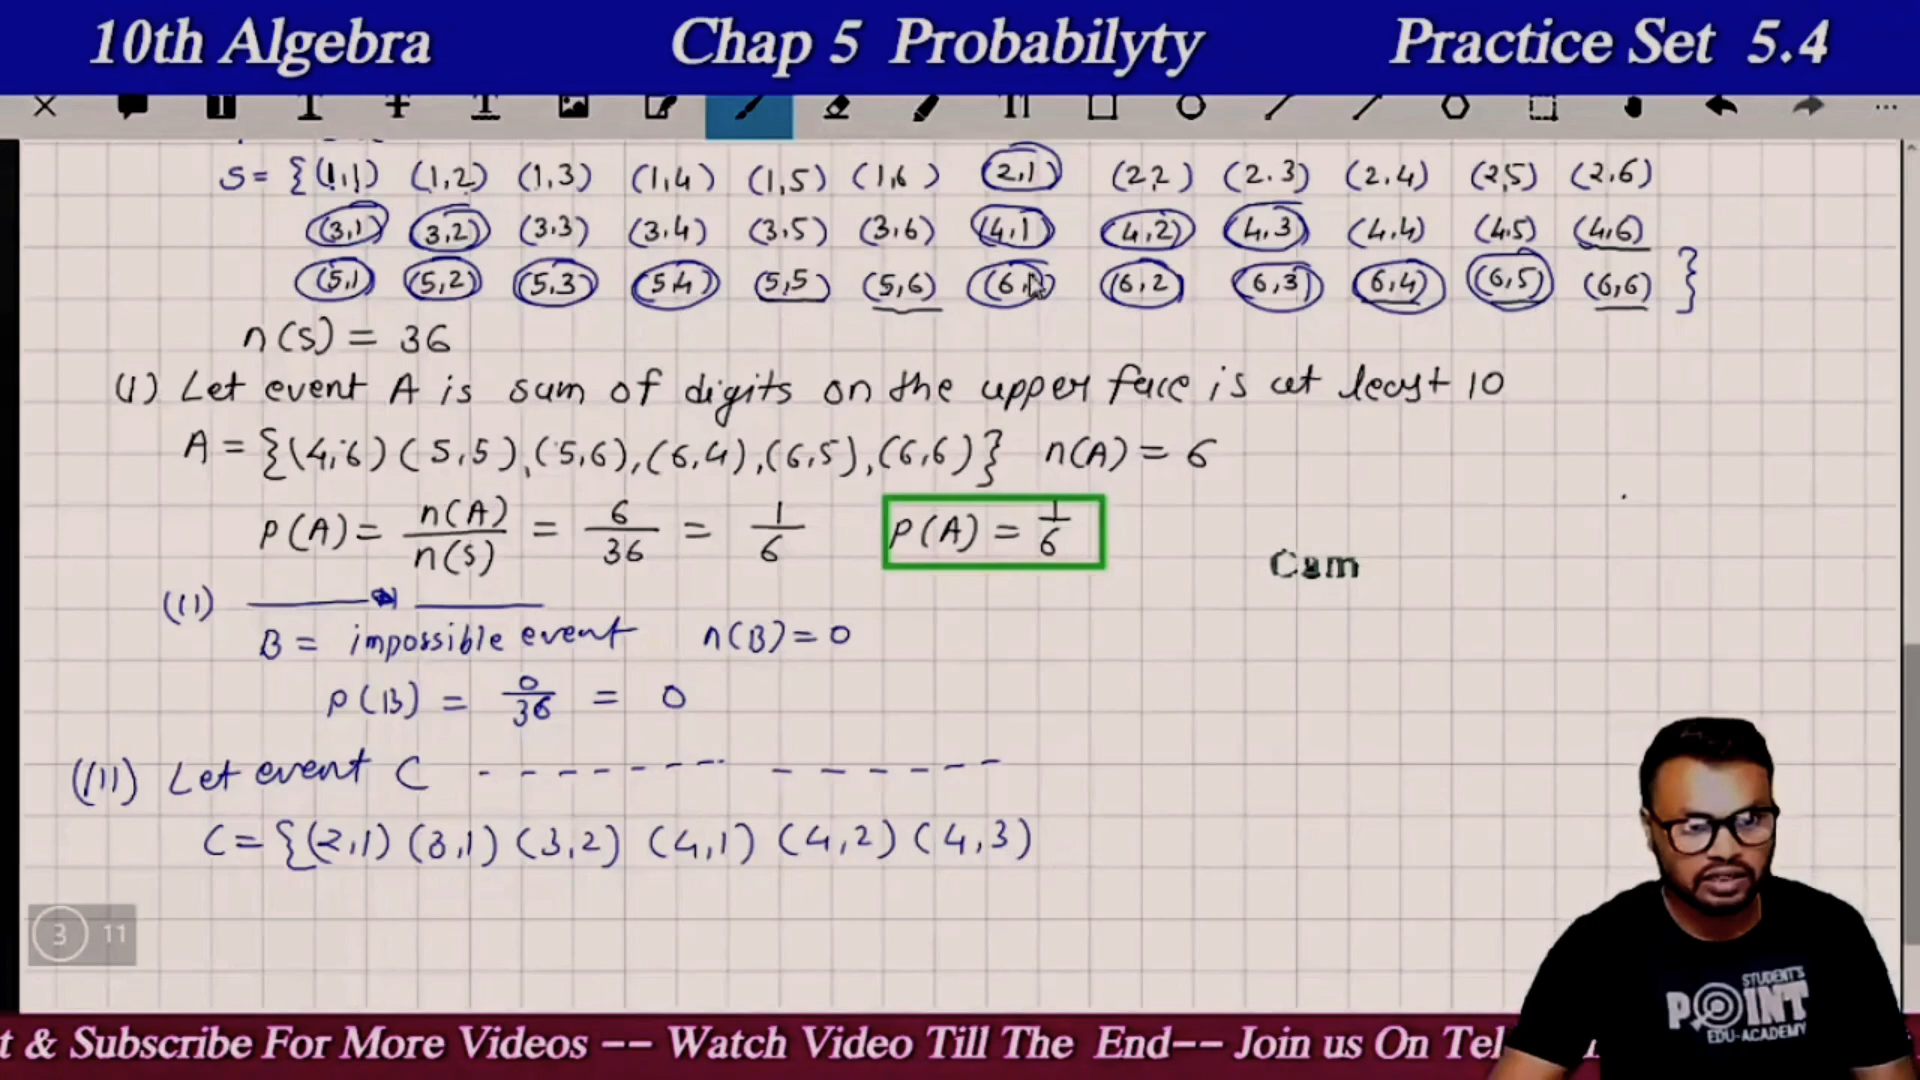 10th Algebra Chap 5 Probabilyty Practice Set 5.4
S = {(1,1) (1,2) (1,3) (1,4) (1,5) (1,6) (2,1) (2,2) (2,3) (2,4) (2,5) (2,6)
(3,1) (3,2) (3,3) (3,4) (3,5) (3,6) (4,1) (4,2) (4,3) (4,4) (4,5) (4,6)
(5,1) (5,2) (5,3) (5,4) (5,5) (5,6) (6,1) (6,2) (6,3) (6,4) (6,5) (6,6) }
n(S) = 36
(I) Let event A is sum of digits on the upper face is at least 10
A = {(4,6) (5,5), (5,6), (6,4), (6,5), (6,6)} n(A) = 6
P(A) = n(A)/n(S) = 6/36 = 1/6 P(A) = 1/6
Cam
(II)
B = impossible event n(B) = 0
P(B) = 0/36 = 0
(III) Let event C - - - - - - - - - - - - -
C = {(2,1) (3,1) (3,2) (4,1) (4,2) (4,3)
3 11
STUDENT'S
POINT
EDU-ACADEMY
t & Subscribe For More Videos -- Watch Video Till The End-- Join us On Tel